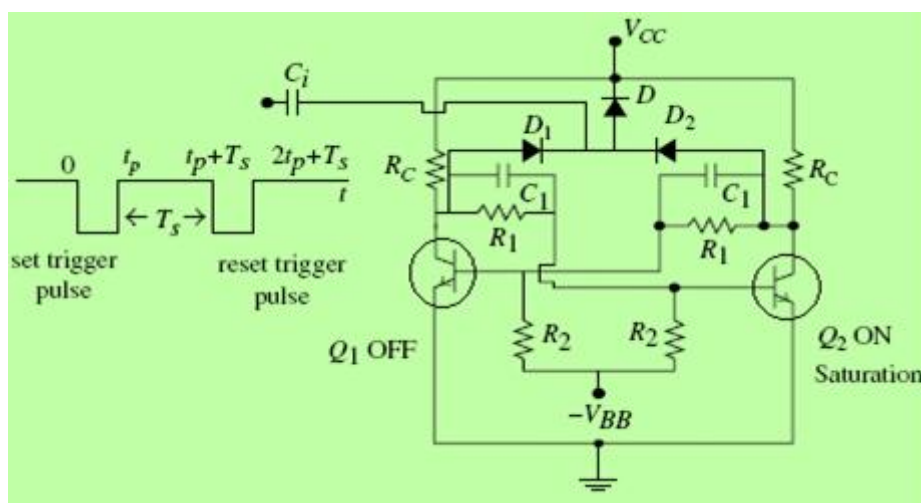 V_CC
C_i
D
D_1
D_2
0
t_p
t_p+T_s
2t_p+T_s
t
R_C
C_1
C_1
R_C
← T_s →
R_1
R_1
set trigger
pulse
reset trigger
pulse
Q_1 OFF
R_2
R_2
Q_2 ON
Saturation
-V_BB